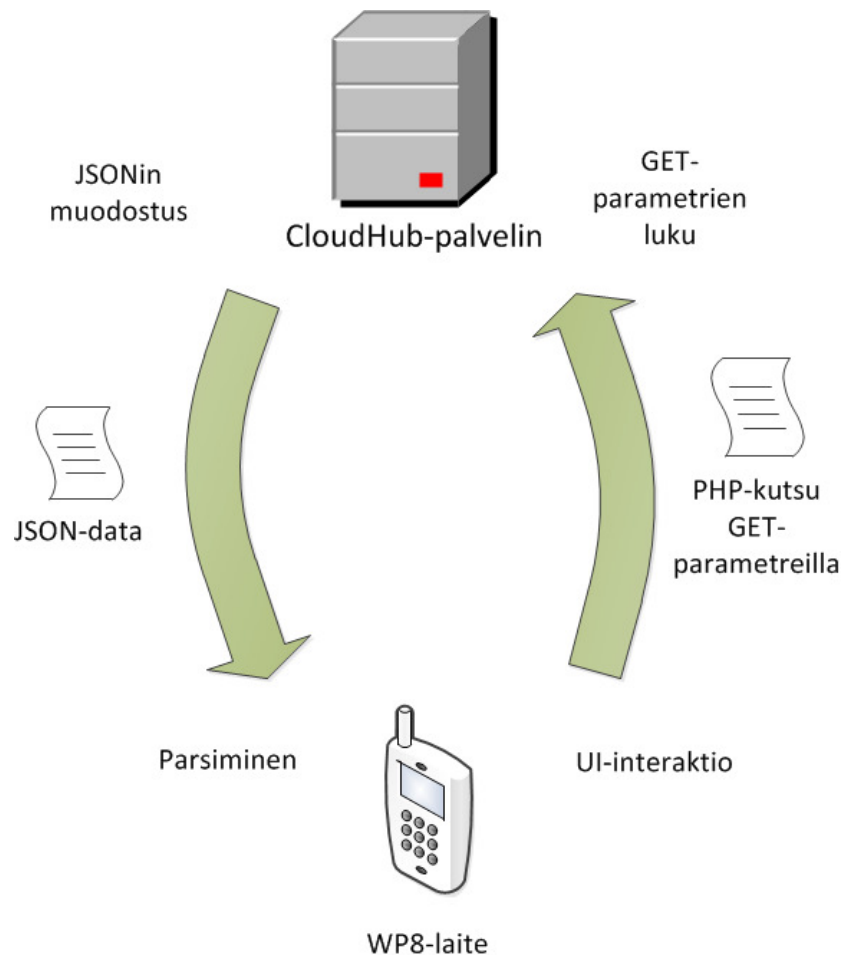 JSONin
muodostus
GET-
parametrien
luku
CloudHub-palvelin
JSON-data
PHP-kutsu
GET-
parametreilla
Parsiminen
UI-interaktio
WP8-laite